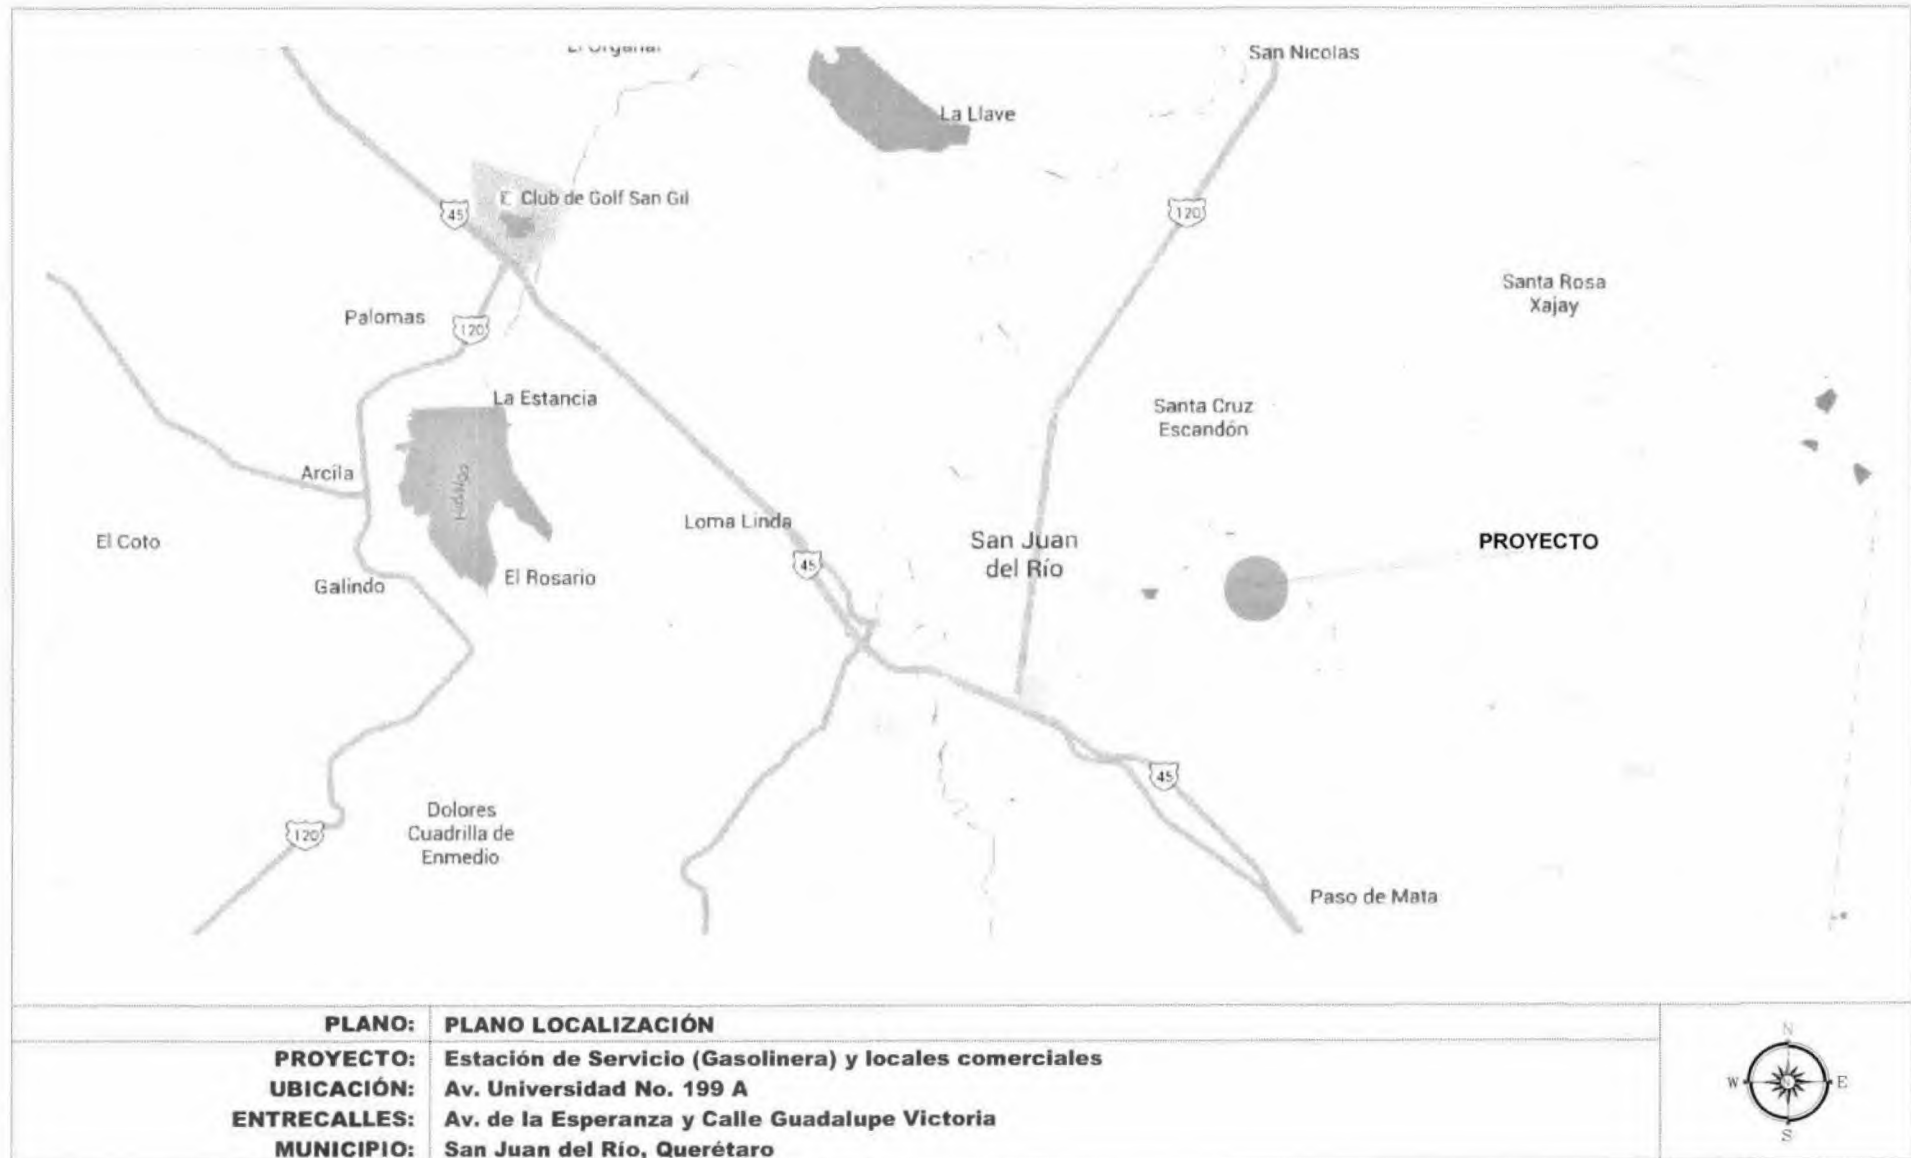 El Organal
San Nicolas
La Llave
Club de Golf San Gil
45
120
Santa Rosa
Xajay
Palomas
120
La Estancia
Santa Cruz
Escandón
Arcila
Hidalgo
Loma Linda
San Juan
del Río
PROYECTO
El Coto
45
Galindo
El Rosario
45
Dolores
Cuadrilla de
Enmedio
120
Paso de Mata
PLANO: PLANO LOCALIZACIÓN
PROYECTO: Estación de Servicio (Gasolinera) y locales comerciales
UBICACIÓN: Av. Universidad No. 199 A
ENTRECALLES: Av. de la Esperanza y Calle Guadalupe Victoria
MUNICIPIO: San Juan del Río, Querétaro
N
W
E
S